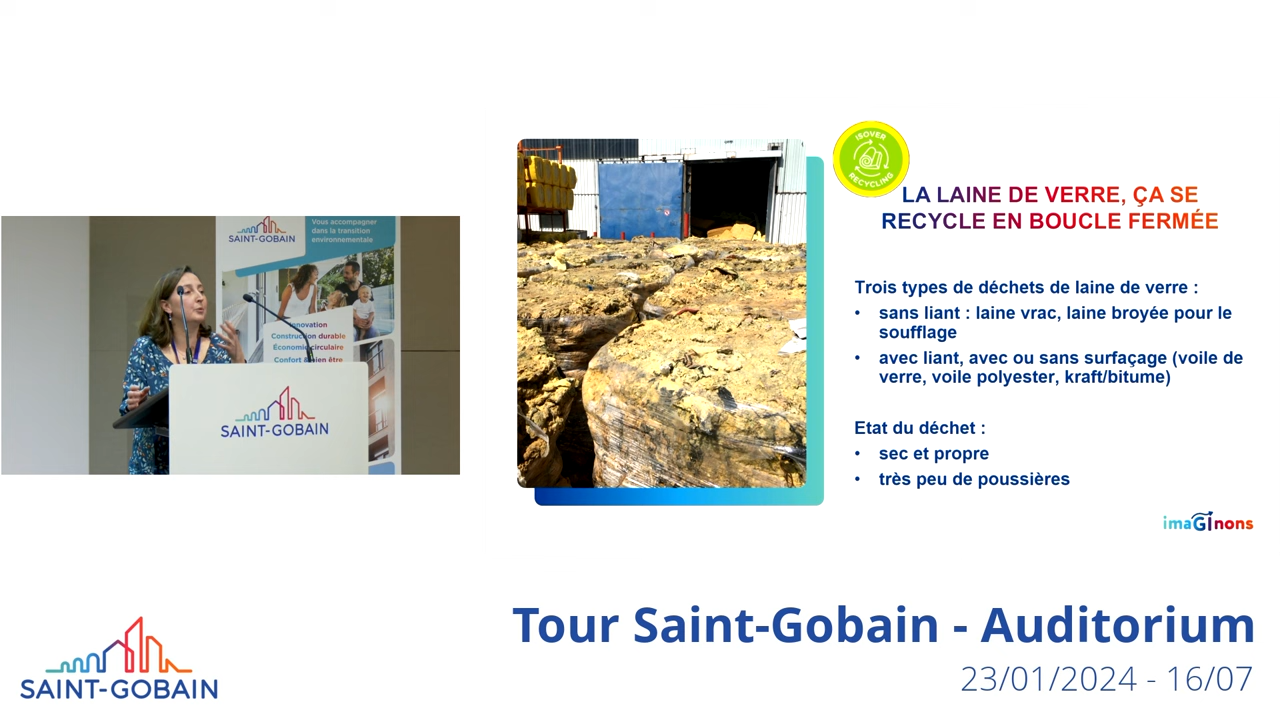 SAINT-GOBAIN
Vous accompagner
dans la transition
environnementale
Innovation
Construction durable
Économie circulaire
Confort & bien être
SAINT-GOBAIN
ISOVER
RECYCLING
LA LAINE DE VERRE, ÇA SE
RECYCLE EN BOUCLE FERMÉE
Trois types de déchets de laine de verre :
• sans liant : laine vrac, laine broyée pour le
soufflage
• avec liant, avec ou sans surfaçage (voile de
verre, voile polyester, kraft/bitume)
Etat du déchet :
• sec et propre
• très peu de poussières
imaGInons
SAINT-GOBAIN
Tour Saint-Gobain - Auditorium
23/01/2024 - 16/07